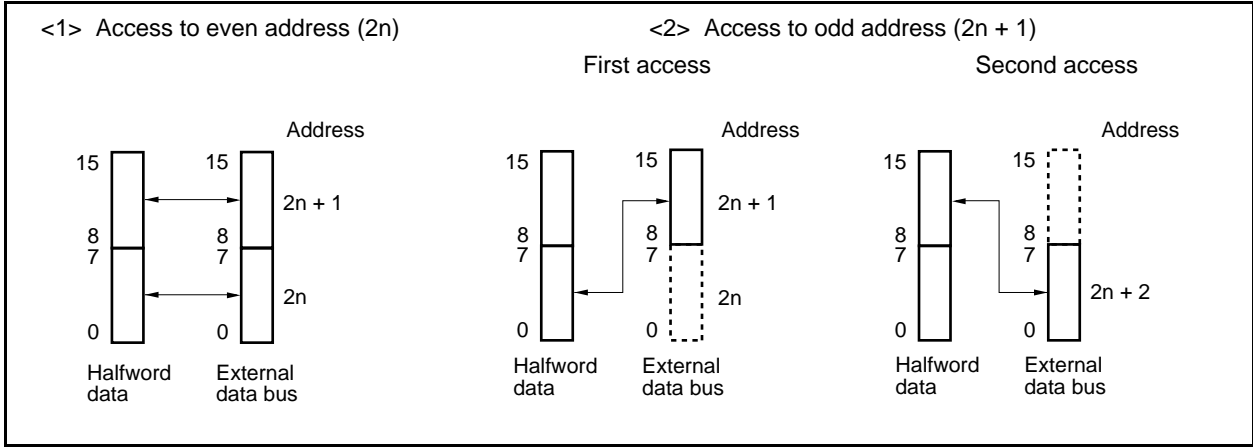 <1> Access to even address (2n)
<2> Access to odd address (2n + 1)
First access
Second access
Address
15
15
2n + 1
8
8
7
7
2n
0
0
Halfword
data
External
data bus
Address
15
15
2n + 1
8
8
7
7
2n
0
0
Halfword
data
External
data bus
Address
15
15
8
8
7
7
2n + 2
0
0
Halfword
data
External
data bus